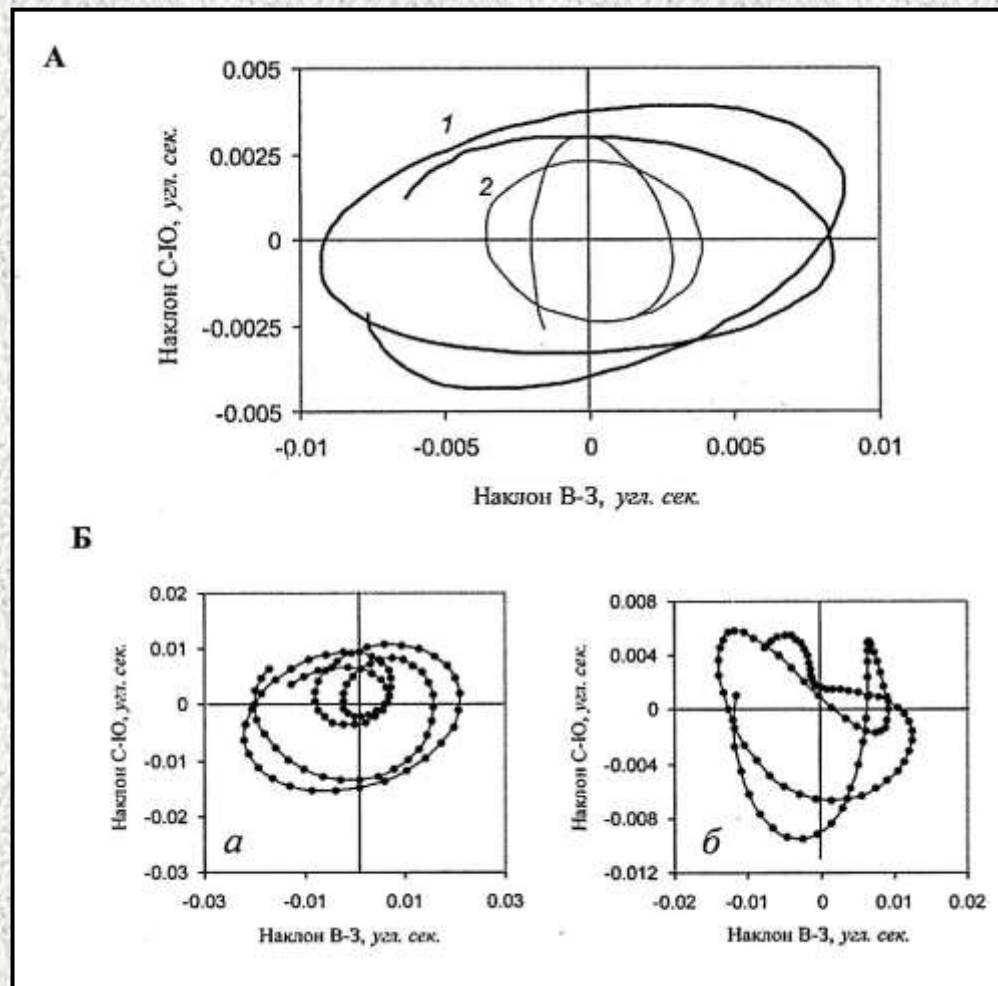 А
0.005
0.0025
0
-0.0025
-0.005
Наклон С-Ю, угл. сек.
1
2
-0.01 -0.005 0 0.005 0.01
Наклон В-З, угл. сек.
Б
0.02
0.01
0
-0.01
-0.02
-0.03
Наклон С-Ю, угл. сек.
а
-0.03 -0.01 0.01 0.03
Наклон В-З, угл. сек.
0.008
0.004
0
-0.004
-0.008
-0.012
Наклон С-Ю, угл. сек.
б
-0.02 -0.01 0 0.01 0.02
Наклон В-З, угл. сек.